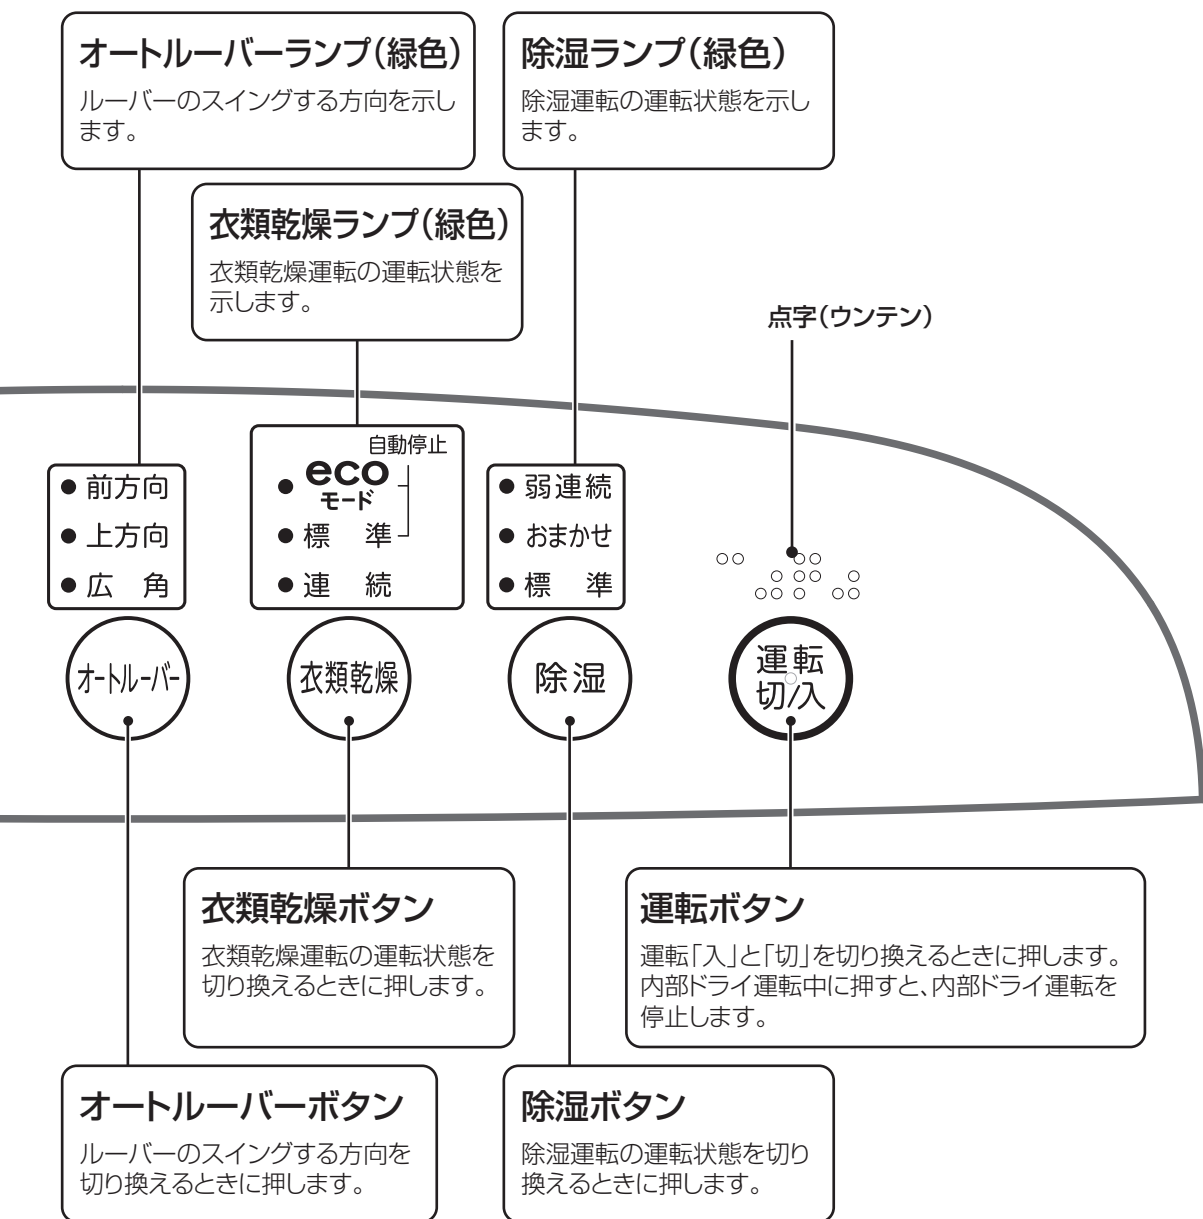 オートルーバーランプ(緑色)
ルーバーのスイングする方向を示し
ます。
除湿ランプ(緑色)
除湿運転の運転状態を示し
ます。
衣類乾燥ランプ(緑色)
衣類乾燥運転の運転状態を
示します。
点字(ウンテン)
前方向
上方向
広 角
自動停止
eco
モード
標 準
連 続
弱連続
おまかせ
標 準
オートルーバー
衣類乾燥
除湿
運転
切/入
衣類乾燥ボタン
衣類乾燥運転の運転状態を
切り換えるときに押します。
運転ボタン
運転「入」と「切」を切り換えるときに押します。
内部ドライ運転中に押すと、内部ドライ運転を
停止します。
オートルーバーボタン
ルーバーのスイングする方向を
切り換えるときに押します。
除湿ボタン
除湿運転の運転状態を切り
換えるときに押します。